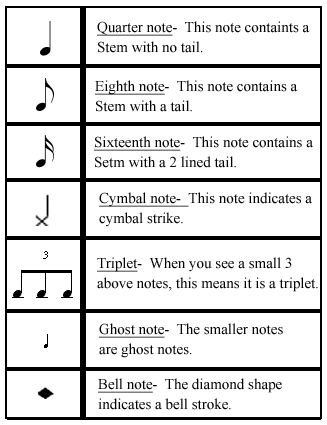 Quarter note- This note containts a
Stem with no tail.
Eighth note- This note contains a
Stem with a tail.
Sixteenth note- This note contains a
Setm with a 2 lined tail.
Cymbal note- This note indicates a
cymbal strike.
3
Triplet- When you see a small 3
above notes, this means it is a triplet.
Ghost note- The smaller notes
are ghost notes.
Bell note- The diamond shape
indicates a bell stroke.